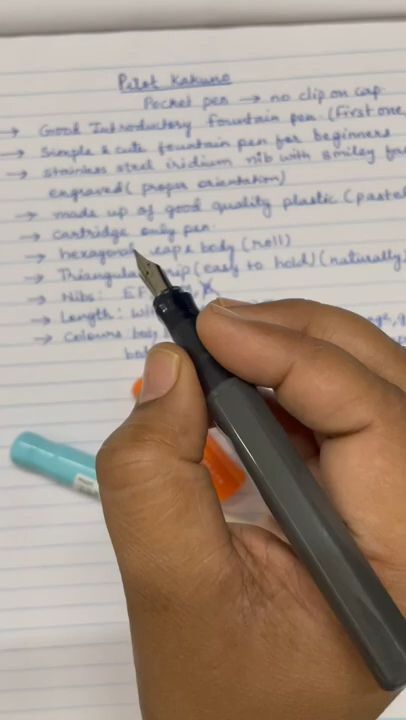 Pilot Kakuno
Pocket pen → no clip on cap
→ Good Introductory fountain pen (First one,
→ Simple & cute fountain pen for beginners
→ stainless steel iridium nib with smiley
engraved (proper orientation)
→ made up of good quality plastic (pastel
→ cartridge only pen.
→ hexagonal cap & body (roll)
→ Triangular grip (easy to hold) (naturally)
→ Nibs: EF
→ Length:
→ Colours: body